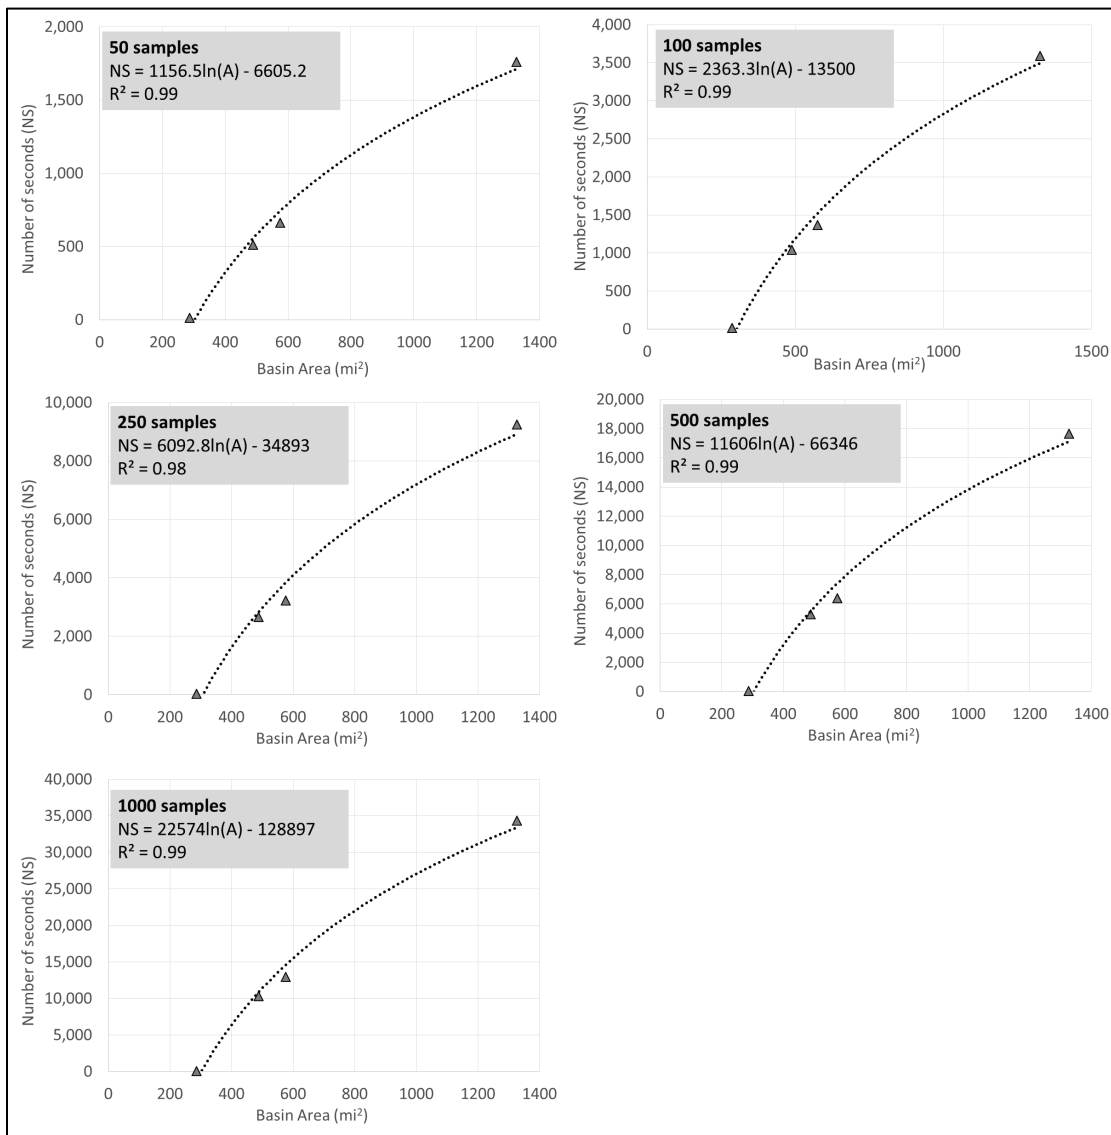 50 samples
NS = 1156.5ln(A) - 6605.2
R² = 0.99
2,000
1,500
1,000
500
0
0 200 400 600 800 1000 1200 1400
Number of seconds (NS)
Basin Area (mi²)
100 samples
NS = 2363.3ln(A) - 13500
R² = 0.99
4,000
3,500
3,000
2,500
2,000
1,500
1,000
500
0
0 500 1000 1500
Number of seconds (NS)
Basin Area (mi²)
250 samples
NS = 6092.8ln(A) - 34893
R² = 0.98
10,000
8,000
6,000
4,000
2,000
0
0 200 400 600 800 1000 1200 1400
Number of seconds (NS)
Basin Area (mi²)
500 samples
NS = 11606ln(A) - 66346
R² = 0.99
20,000
18,000
16,000
14,000
12,000
10,000
8,000
6,000
4,000
2,000
0
0 200 400 600 800 1000 1200 1400
Number of seconds (NS)
Basin Area (mi²)
1000 samples
NS = 22574ln(A) - 128897
R² = 0.99
40,000
35,000
30,000
25,000
20,000
15,000
10,000
5,000
0
0 200 400 600 800 1000 1200 1400
Number of seconds (NS)
Basin Area (mi²)